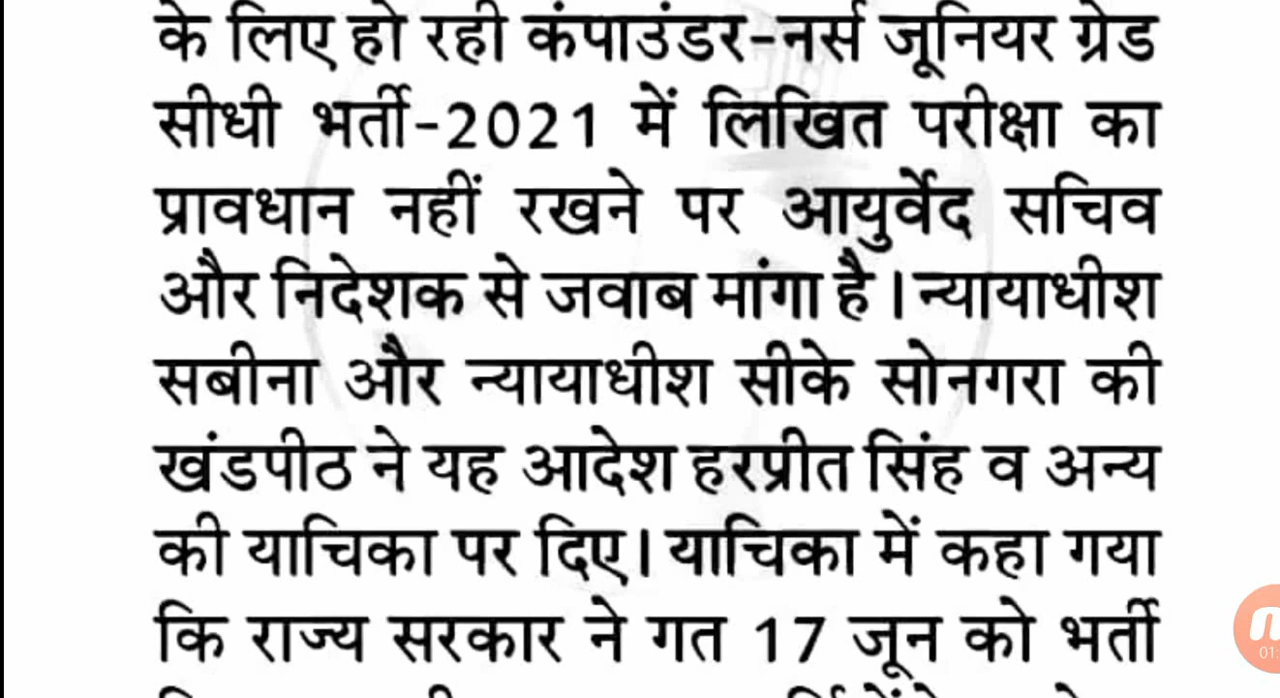 के लिए हो रही कंपाउंडर-नर्स जूनियर ग्रेड
सीधी भर्ती-2021 में लिखित परीक्षा का
प्रावधान नहीं रखने पर आयुर्वेद सचिव
और निदेशक से जवाब मांगा है। न्यायाधीश
सबीना और न्यायाधीश सीके सोनगरा की
खंडपीठ ने यह आदेश हरप्रीत सिंह व अन्य
की याचिका पर दिए। याचिका में कहा गया
कि राज्य सरकार ने गत 17 जून को भर्ती